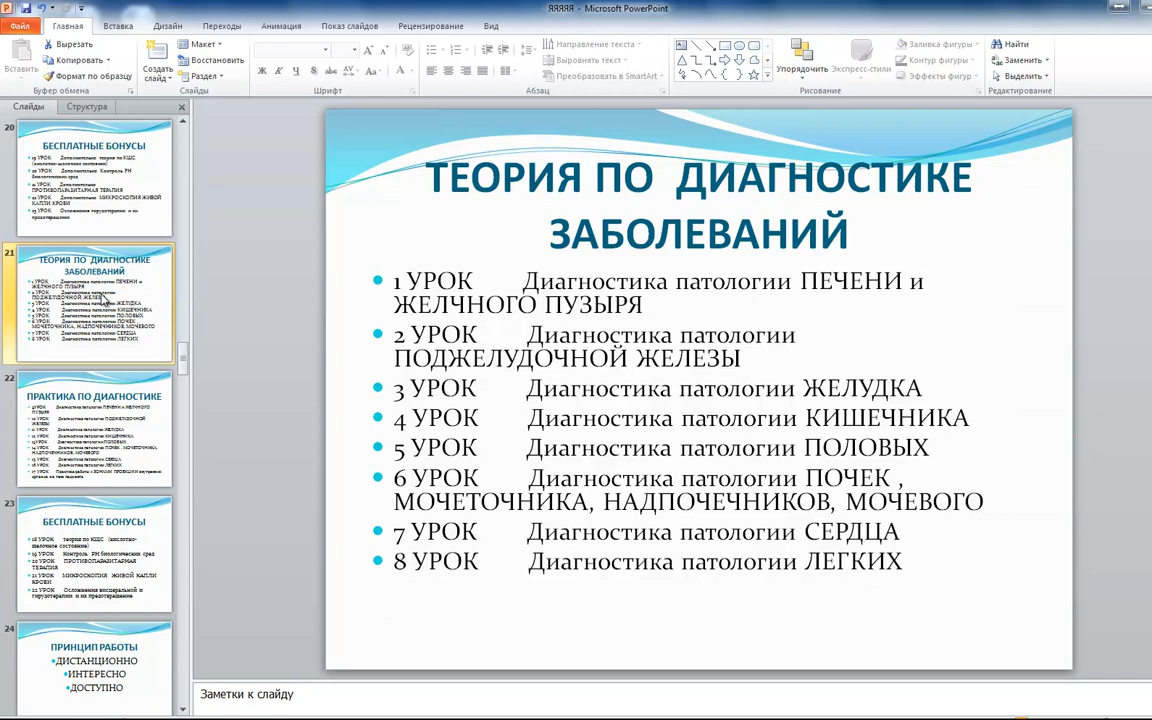 ЯЯЯЯЯ - Microsoft PowerPoint
Файл
Главная
Вставка
Дизайн
Переходы
Анимация
Показ слайдов
Рецензирование
Вид
Вставить
Вырезать
Копировать
Формат по образцу
Буфер обмена
Создать
слайд
Макет
Восстановить
Раздел
Слайды
Шрифт
Направление текста
Выровнять текст
Преобразовать в SmartArt
Абзац
Упорядочить
Экспресс-стили
Заливка фигуры
Контур фигуры
Эффекты фигур
Рисование
Найти
Заменить
Выделить
Редактирование
Слайды
Структура
20
БЕСПЛАТНЫЕ БОНУСЫ
21
ТЕОРИЯ ПО ДИАГНОСТИКЕ
ЗАБОЛЕВАНИЙ
22
ПРАКТИКА ПО ДИАГНОСТИКЕ
23
БЕСПЛАТНЫЕ БОНУСЫ
24
ПРИНЦИП РАБОТЫ
•ДИСТАНЦИОННО
•ИНТЕРЕСНО
•ДОСТУПНО
ТЕОРИЯ ПО ДИАГНОСТИКЕ
ЗАБОЛЕВАНИЙ
• 1 УРОК Диагностика патологии ПЕЧЕНИ и
ЖЕЛЧНОГО ПУЗЫРЯ
• 2 УРОК Диагностика патологии
ПОДЖЕЛУДОЧНОЙ ЖЕЛЕЗЫ
• 3 УРОК Диагностика патологии ЖЕЛУДКА
• 4 УРОК Диагностика патологии КИШЕЧНИКА
• 5 УРОК Диагностика патологии ПОЛОВЫХ
• 6 УРОК Диагностика патологии ПОЧЕК ,
МОЧЕТОЧНИКА, НАДПОЧЕЧНИКОВ, МОЧЕВОГО
• 7 УРОК Диагностика патологии СЕРДЦА
• 8 УРОК Диагностика патологии ЛЕГКИХ
Заметки к слайду